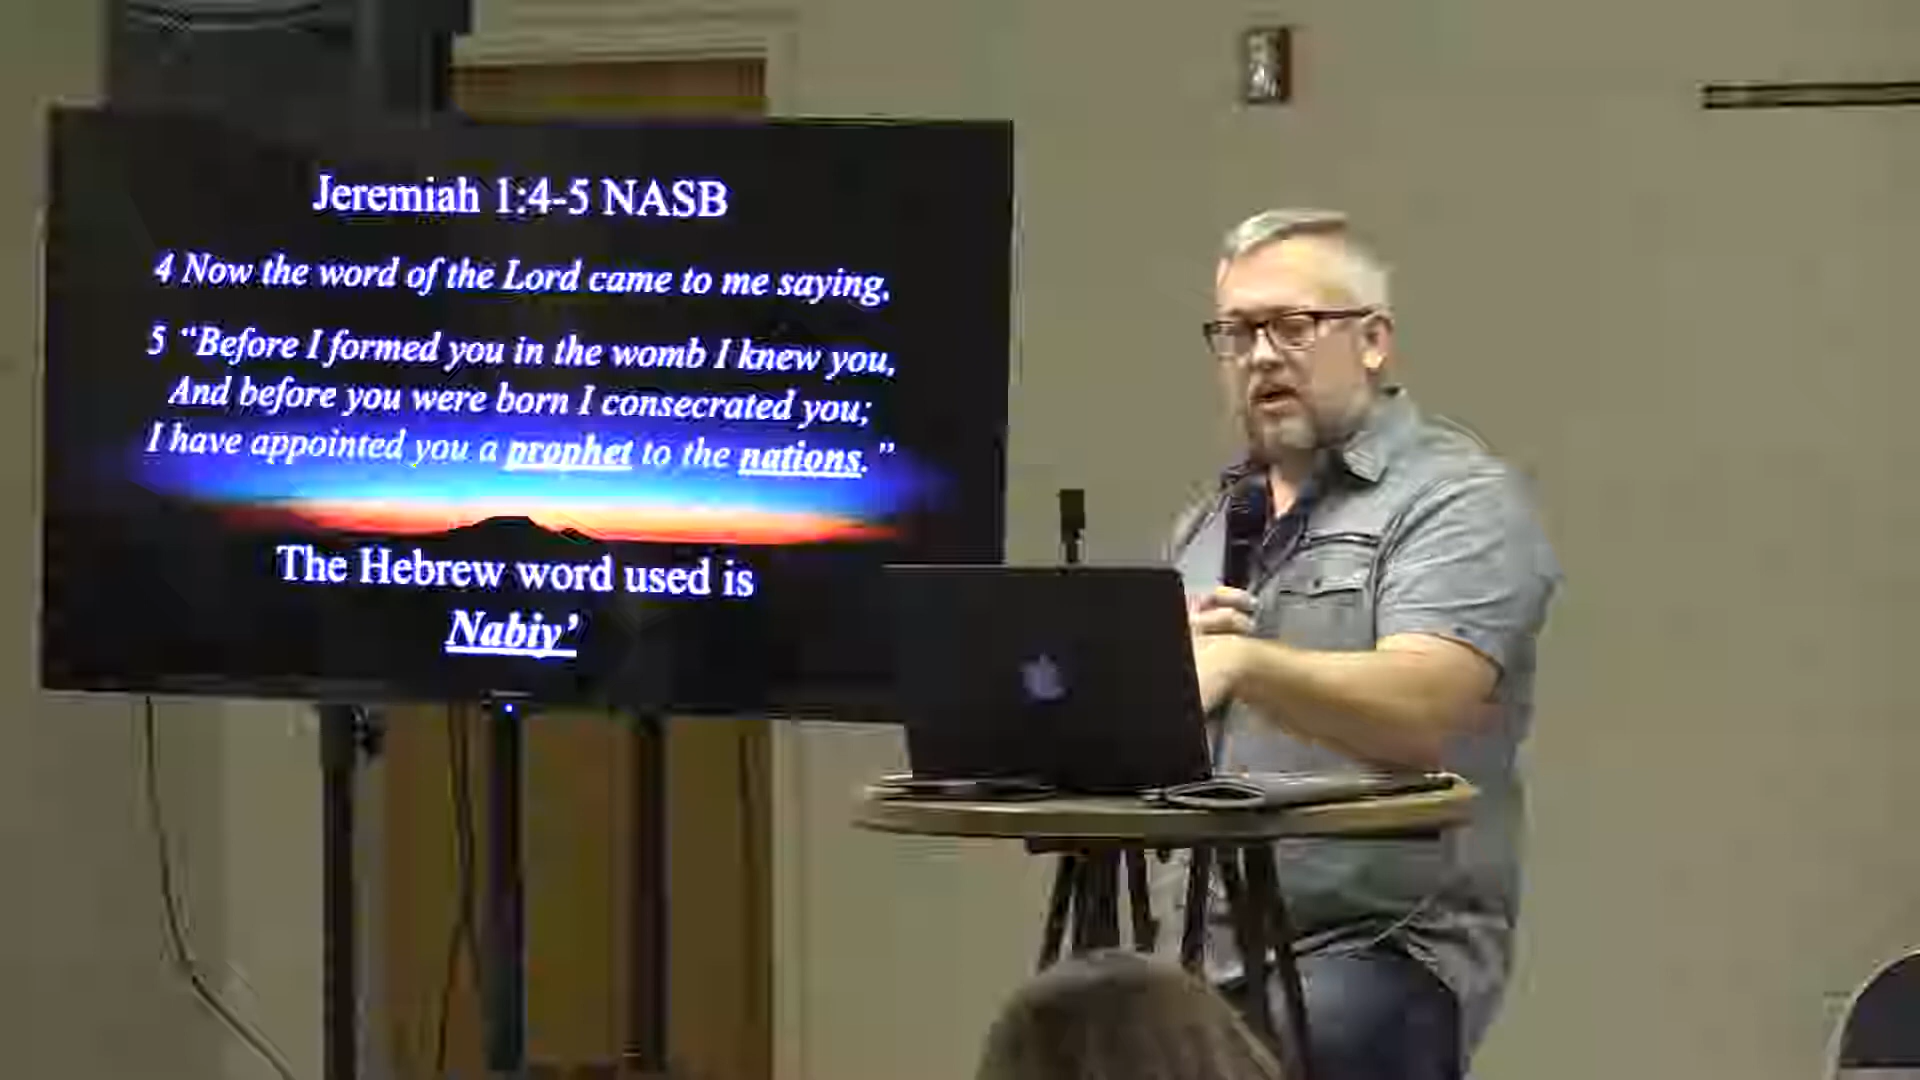 Jeremiah 1:4-5 NASB
4 Now the word of the Lord came to me saying,
5 “Before I formed you in the womb I knew you,
And before you were born I consecrated you;
I have appointed you a prophet to the nations.”
The Hebrew word used is
Nabiy’